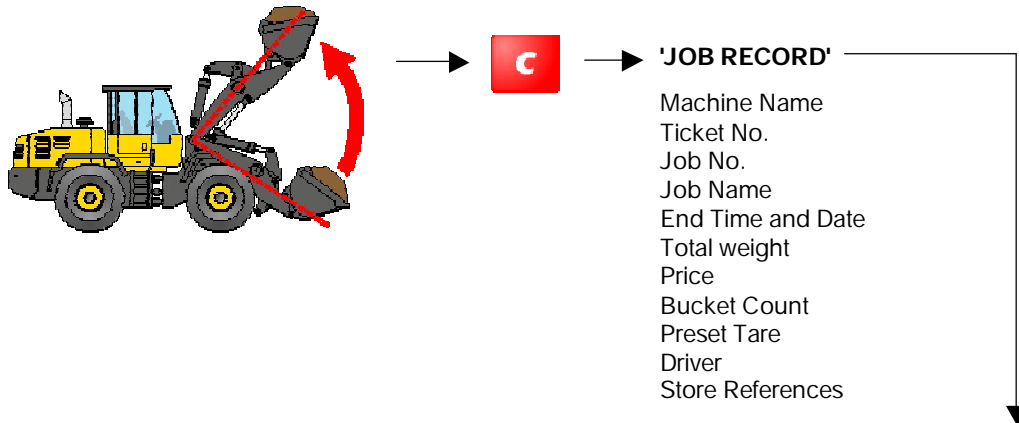 C
'JOB RECORD'
Machine Name
Ticket No.
Job No.
Job Name
End Time and Date
Total weight
Price
Bucket Count
Preset Tare
Driver
Store References